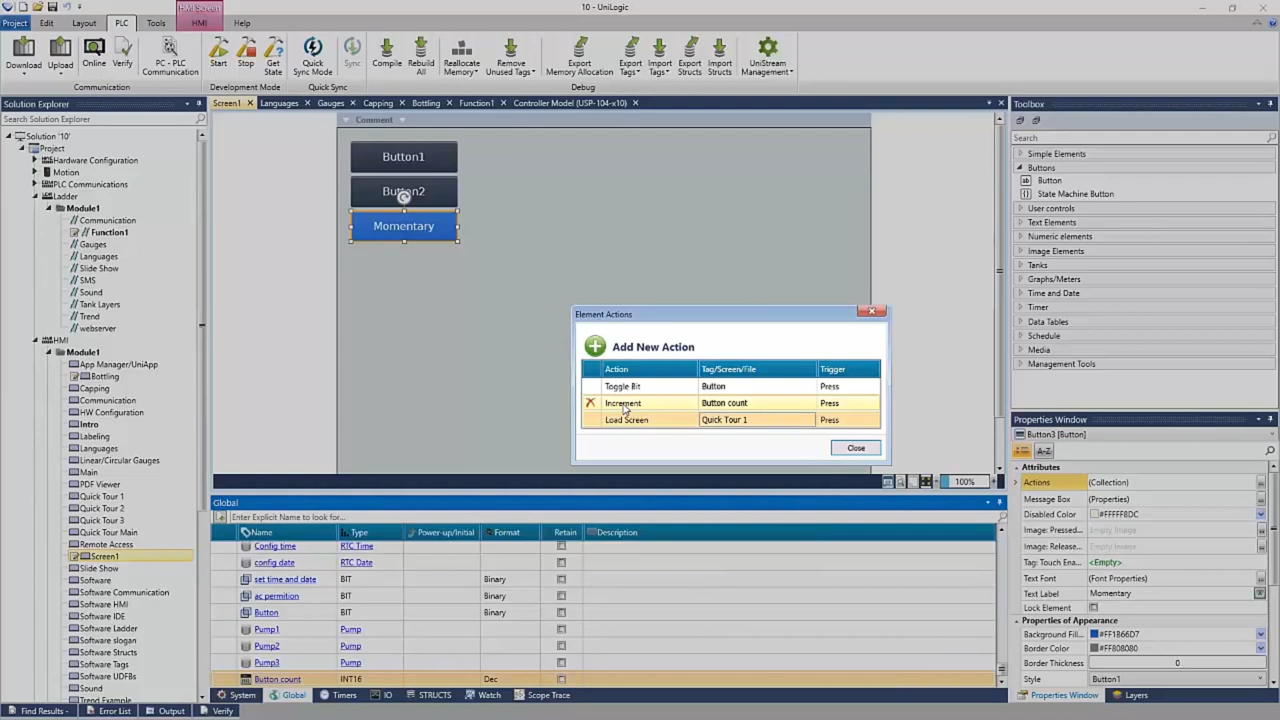 HMI Screen
10 - UniLogic
Project Edit Layout PLC Tools HMI Help
Download Upload Online Verify PC - PLC Communication
Communication
Start Stop Get State
Development Mode
Quick Sync Mode Sync
Quick Sync
Compile Rebuild All Reallocate Memory Remove Unused Tags Export Memory Allocation Export Tags Import Tags Export Structs Import Structs UniStream Management
Debug
Solution Explorer
Search Solution Explorer
Solution '10'
Project
Hardware Configuration
Motion
PLC Communications
Ladder
Module1
Communication
Function1
Gauges
Languages
Slide Show
SMS
Sound
Tank Layers
Trend
webserver
HMI
Module1
App Manager/UniApp
Bottling
Capping
Communication
HW Configuration
Intro
Labeling
Languages
Linear/Circular Gauges
Main
PDF Viewer
Quick Tour 1
Quick Tour 2
Quick Tour 3
Quick Tour Main
Remote Access
Screen1
Slide Show
Software
Software Communication
Software HMI
Software IDE
Software Ladder
Software slogan
Software Structs
Software Tags
Software UDFBs
Sound
Trend Example
Screen1 Languages Gauges Capping Bottling Function1 Controller Model (USP-104-x10)
Comment
Button1
Button2
Momentary
Element Actions
Add New Action
Action Tag/Screen/File Trigger
Toggle Bit Button Press
Increment Button count Press
Load Screen Quick Tour 1 Press
Close
100%
Global
Enter Explicit Name to look for...
Name Type Power-up/Initial Format Retain Description
Config time RTC Time
config date RTC Date
set time and date BIT Binary
ac permition BIT Binary
Button BIT Binary
Pump1 Pump
Pump2 Pump
Pump3 Pump
Button count INT16 Dec
System Global Timers IO STRUCTS Watch Scope Trace
Toolbox
Search
Simple Elements
Buttons
Button
State Machine Button
User controls
Text Elements
Numeric elements
Image Elements
Tanks
Graphs/Meters
Time and Date
Timer
Data Tables
Schedule
Media
Management Tools
Properties Window
Button3 [Button]
A-Z
Attributes
Actions (Collection)
Message Box (Properties)
Disabled Color #FFFFF8DC
Image: Pressed... Empty Image
Image: Release... Empty Image
Tag: Touch Ena... <Empty>
Text Font (Font Properties)
Text Label Momentary
Lock Element
Properties of Appearance
Background Fill... #FF1866D7
Border Color #FF808080
Border Thickness 0
Style Button1
Properties Window Layers
Find Results - Error List Output Verify